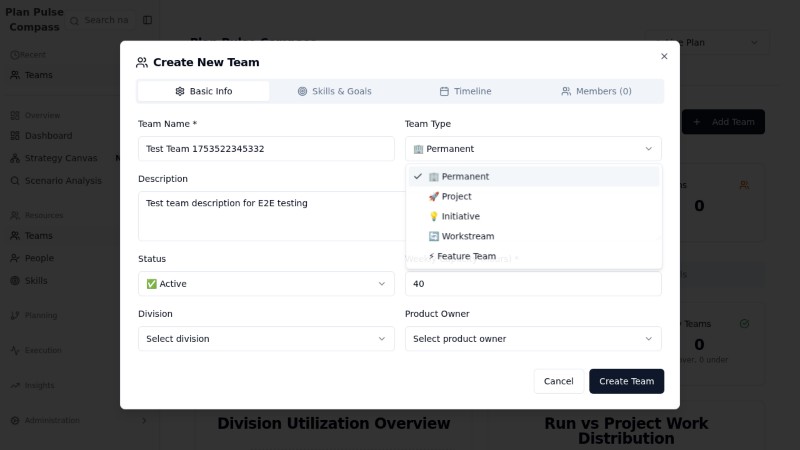 Plan Pulse
Compass
Search na
Recent
Teams
Overview
Dashboard
Strategy Canvas
Scenario Analysis
Resources
Teams
People
Skills
Planning
Execution
Insights
Administration
Plan
Add Team
0
Teams
0
over, 0 under
Division Utilization Overview
Run vs Project Work
Distribution
Create New Team
Basic Info
Skills & Goals
Timeline
Members (0)
Team Name *
Test Team 1753522345332
Team Type
🏢 Permanent
🏢 Permanent
🚀 Project
💡 Initiative
🔄 Workstream
⚡ Feature Team
Description
Test team description for E2E testing
Status
✅ Active
40
Division
Select division
Product Owner
Select product owner
Cancel
Create Team